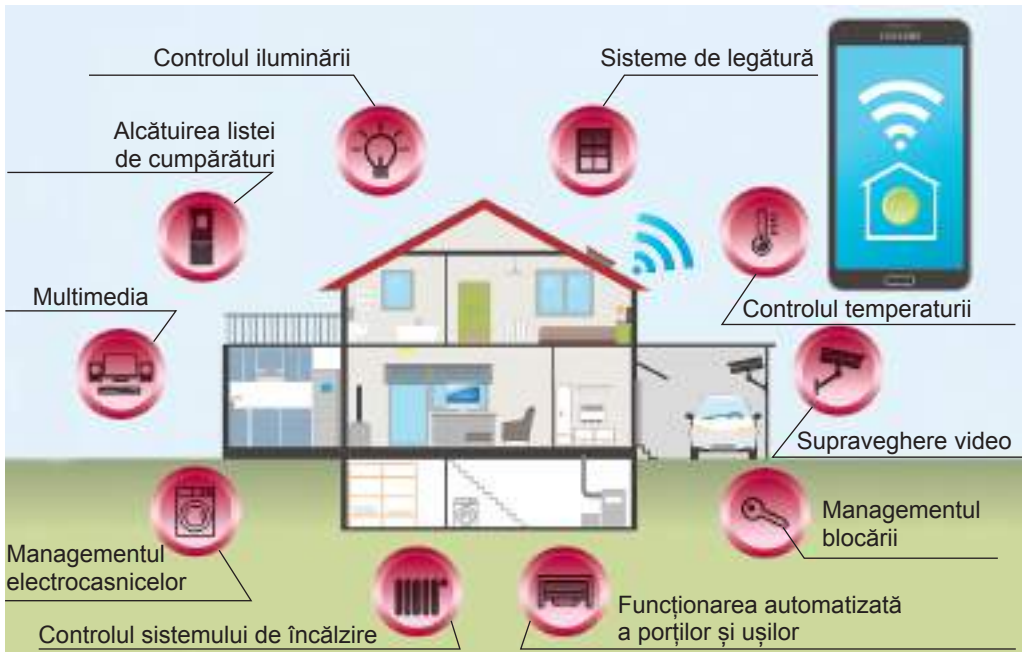 Controlul iluminării
Sisteme de legătură
Alcătuirea listei
de cumpărături
Multimedia
Controlul temperaturii
Supraveghere video
Managementul
blocării
Managementul
electrocasnicelor
Controlul sistemului de încălzire
Funcționarea automatizată
a porților și ușilor